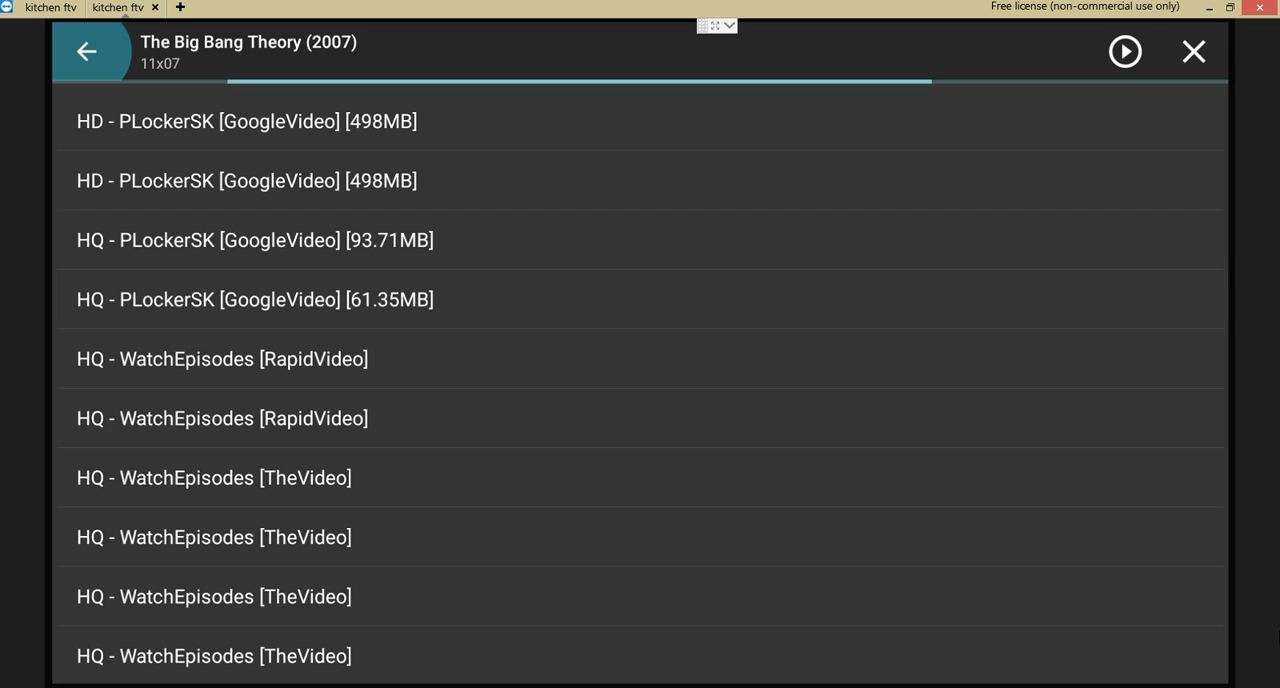 kitchen ftv
kitchen ftv
Free license (non-commercial use only)
The Big Bang Theory (2007)
11x07
HD - PLockerSK [GoogleVideo] [498MB]
HD - PLockerSK [GoogleVideo] [498MB]
HQ - PLockerSK [GoogleVideo] [93.71MB]
HQ - PLockerSK [GoogleVideo] [61.35MB]
HQ - WatchEpisodes [RapidVideo]
HQ - WatchEpisodes [RapidVideo]
HQ - WatchEpisodes [TheVideo]
HQ - WatchEpisodes [TheVideo]
HQ - WatchEpisodes [TheVideo]
HQ - WatchEpisodes [TheVideo]